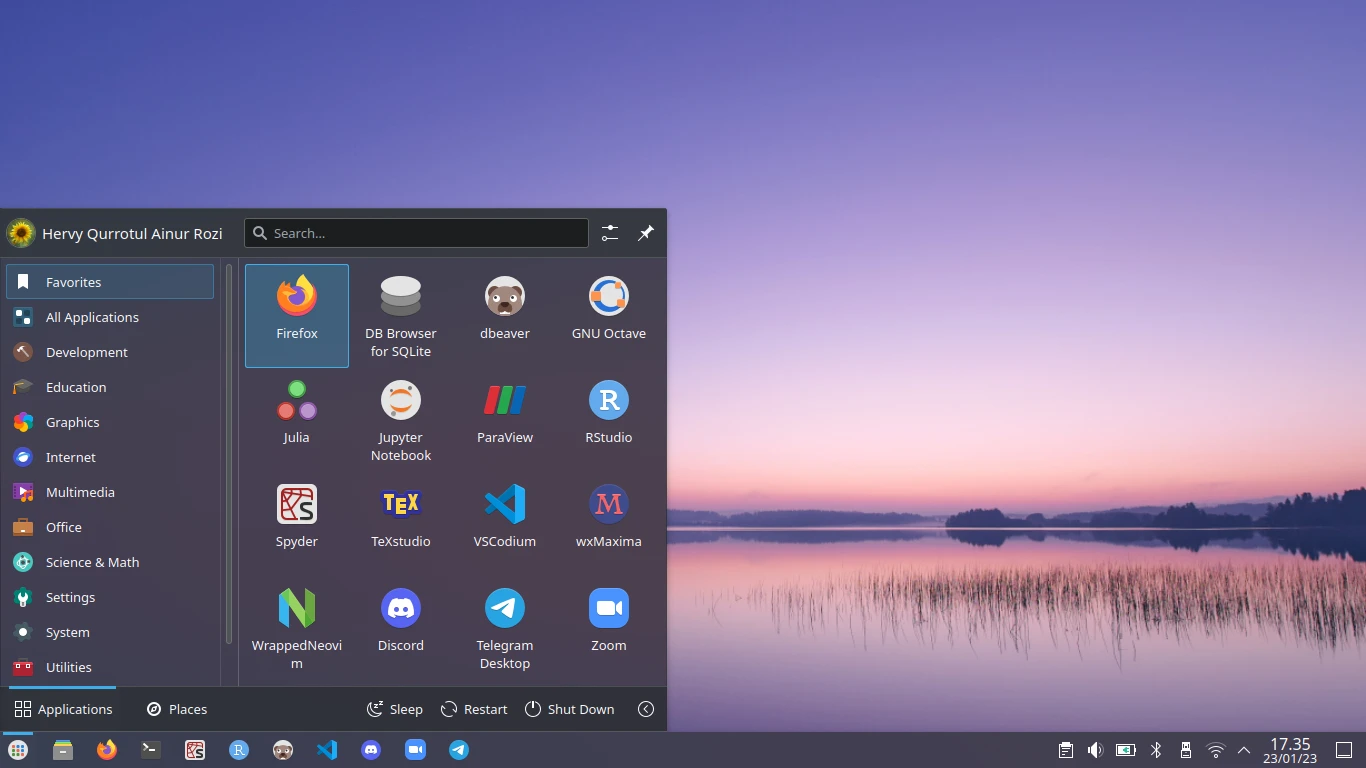 Hervy Qurrotul Ainur Rozi
Search...
Favorites
All Applications
Development
Education
Graphics
Internet
Multimedia
Office
Science & Math
Settings
System
Utilities
Firefox
DB Browser
for SQLite
dbeaver
GNU Octave
Julia
Jupyter
Notebook
ParaView
R
RStudio
S
Spyder
TEX
TeXstudio
VSCodium
M
wxMaxima
WrappedNeovi
m
Discord
Telegram
Desktop
Zoom
Applications
Places
Sleep
Restart
Shut Down
S
R
17.35
23/01/23